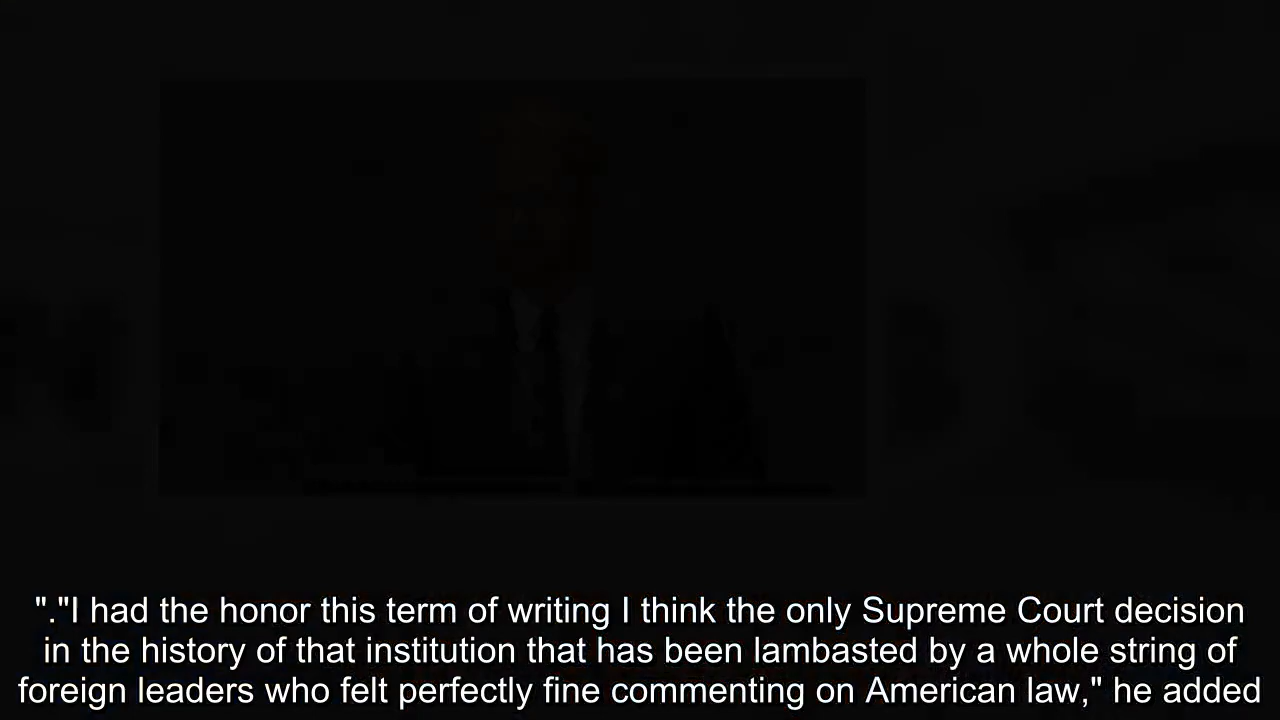 "."I had the honor this term of writing I think the only Supreme Court decision
in the history of that institution that has been lambasted by a whole string of
foreign leaders who felt perfectly fine commenting on American law," he added